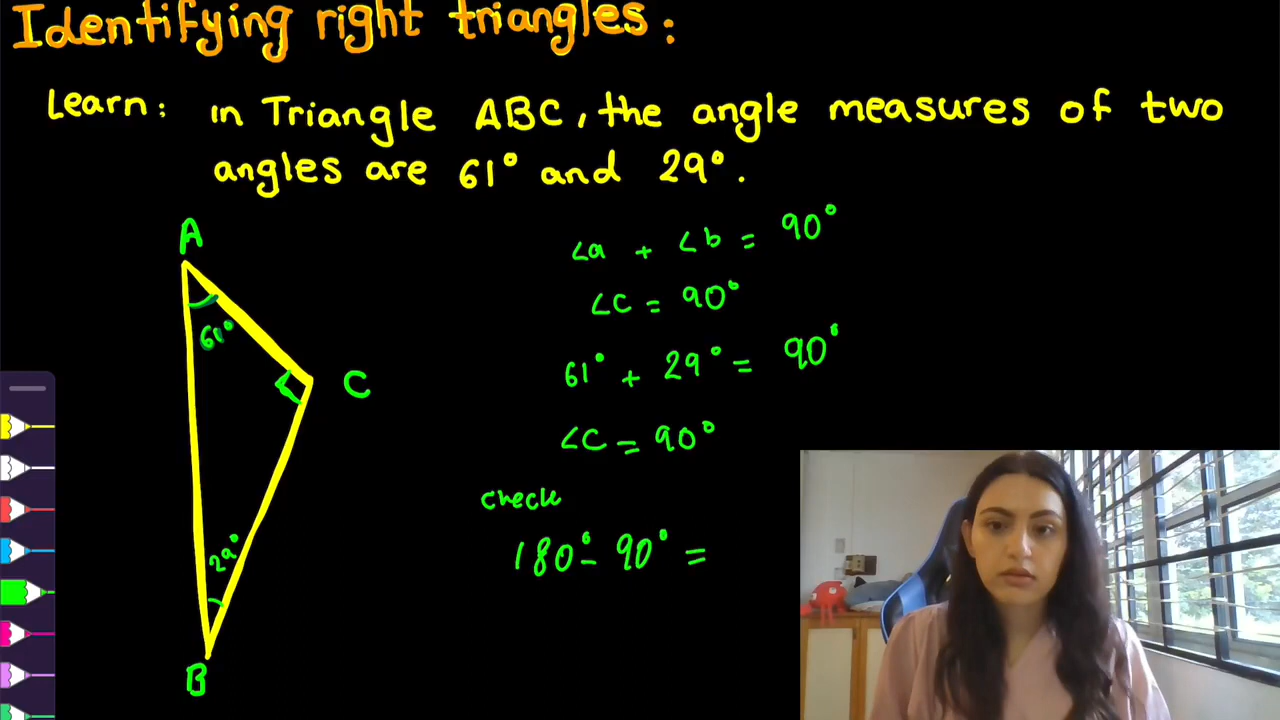 Identifying right triangles:
Learn: in Triangle ABC, the angle measures of two
angles are 61° and 29°.
A
61°
C
29°
B
∠a + ∠b = 90°
∠C = 90°
61° + 29° = 90°
∠C = 90°
check
180° - 90° =